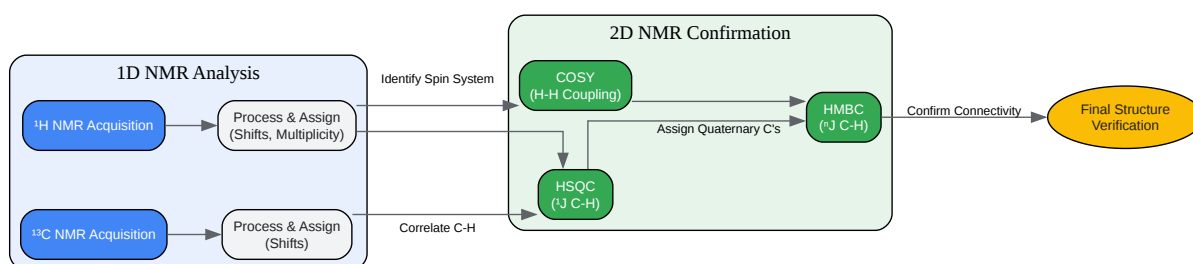 1D NMR Analysis
¹H NMR Acquisition
Process & Assign
(Shifts, Multiplicity)
¹³C NMR Acquisition
Process & Assign
(Shifts)
Identify Spin System
Correlate C-H
2D NMR Confirmation
COSY
(H-H Coupling)
HSQC
(¹J C-H)
Assign Quaternary C's
HMBC
(ⁿJ C-H)
Confirm Connectivity
Final Structure
Verification